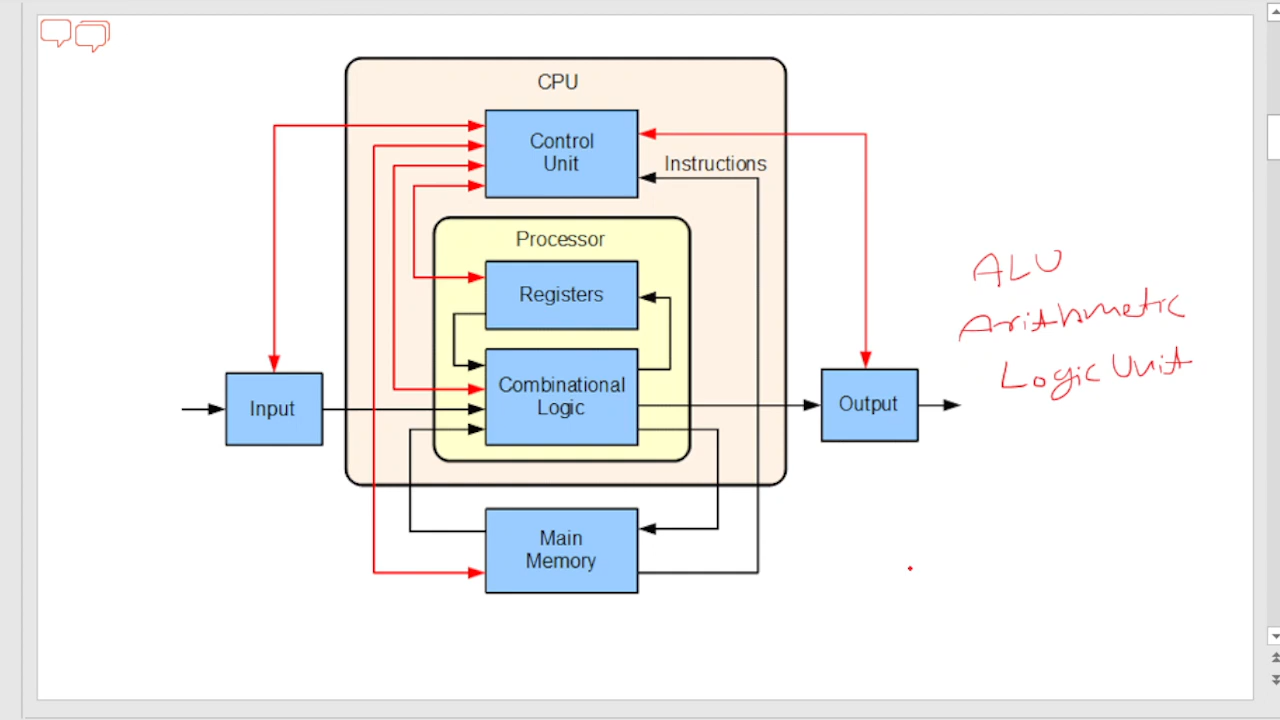 CPU
Control
Unit
Instructions
Processor
Registers
Combinational
Logic
Input
Output
Main
Memory
ALU
Arithmetic
Logic Unit